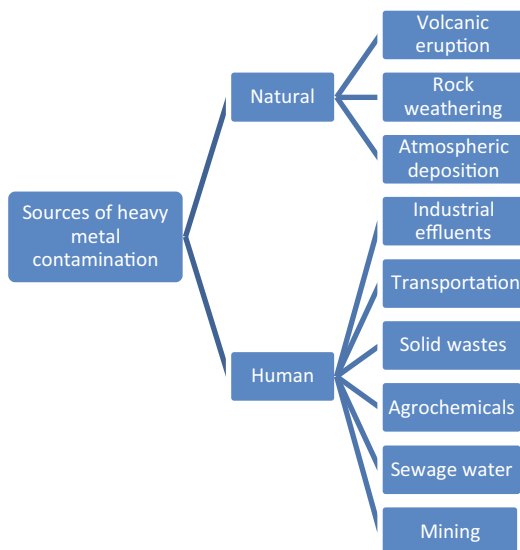 Sources of heavy
metal
contamination
Natural
Volcanic
eruption
Rock
weathering
Atmospheric
deposition
Human
Industrial
effluents
Transportation
Solid wastes
Agrochemicals
Sewage water
Mining